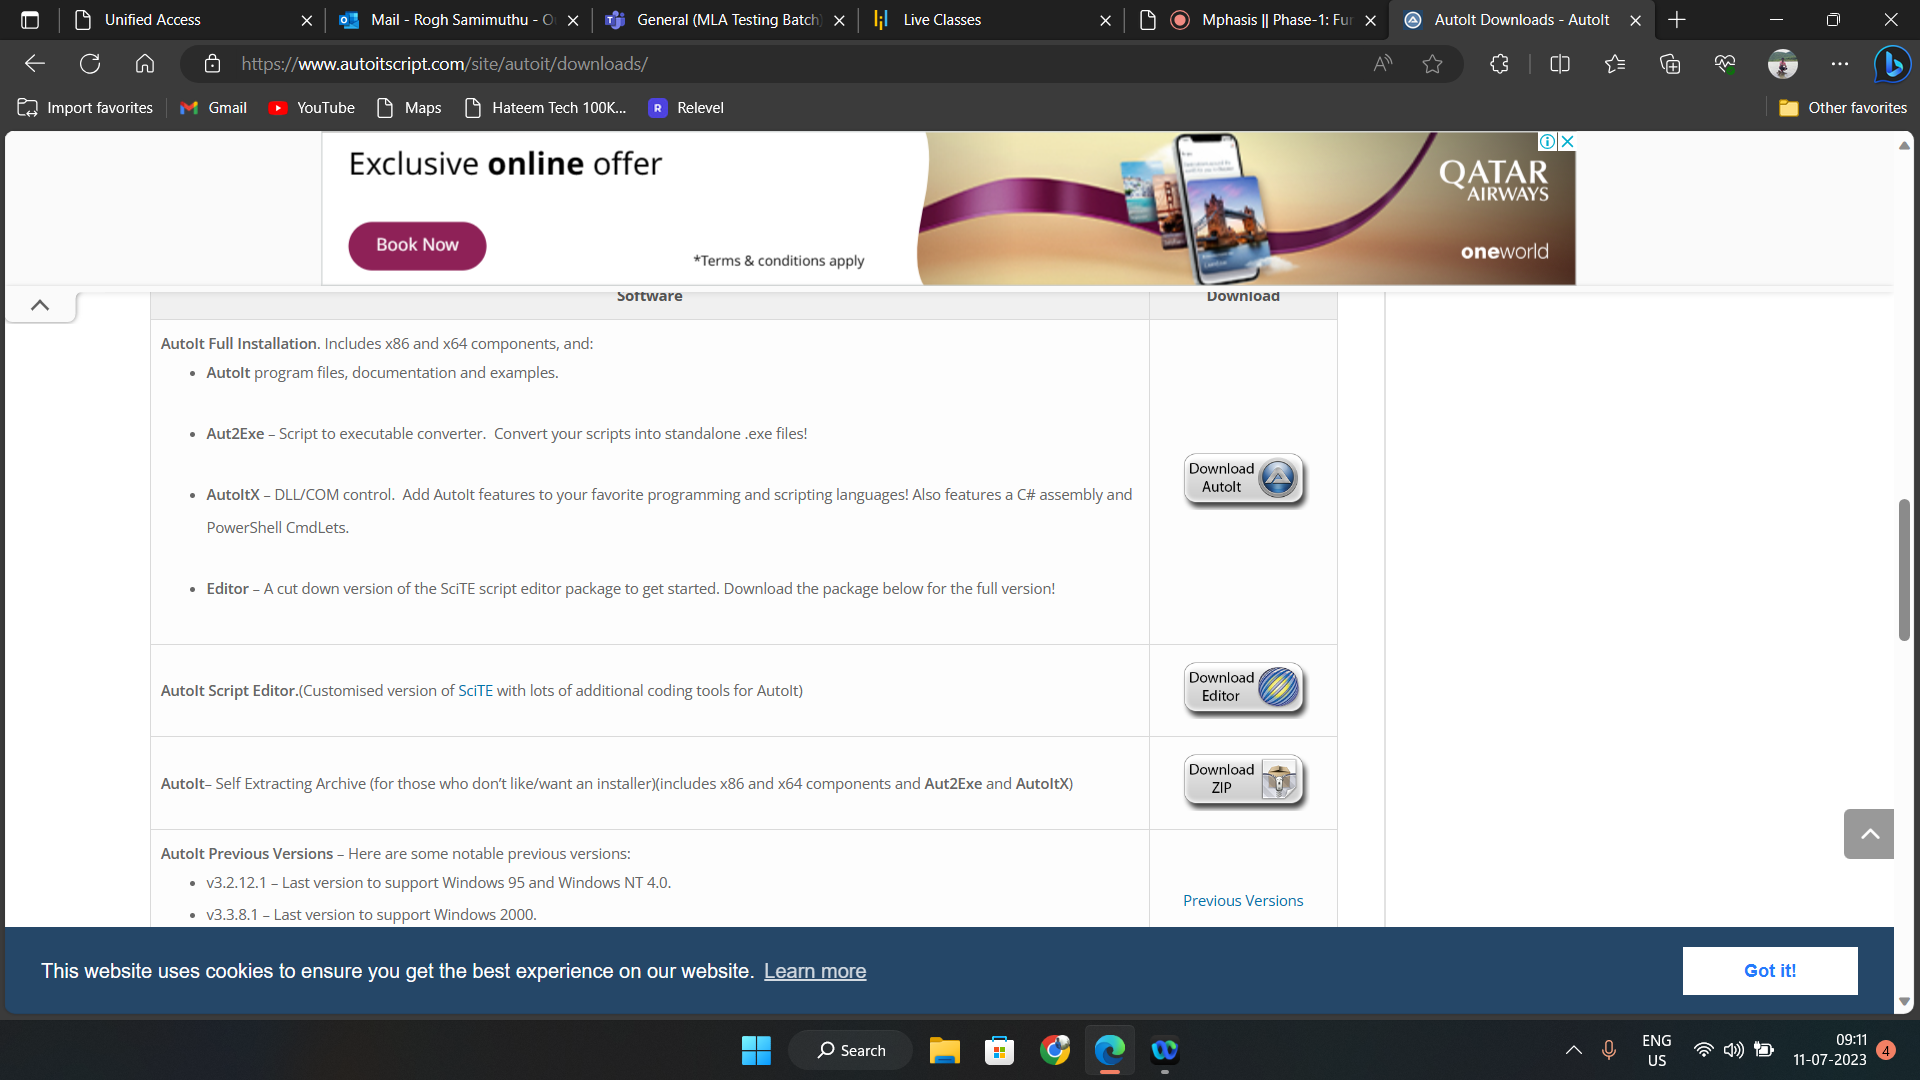 Unified Access
Mail - Rogh Samimuthu - O
General (MLA Testing Batch
Live Classes
Mphasis || Phase-1: Fur
AutoIt Downloads - AutoIt
https://www.autoitscript.com/site/autoit/downloads/
Import favorites
Gmail
YouTube
Maps
Hateem Tech 100K...
R Relevel
Other favorites
Exclusive online offer
Book Now
*Terms & conditions apply
QATAR
AIRWAYS
oneworld
Software
Download
AutoIt Full Installation. Includes x86 and x64 components, and:
• AutoIt program files, documentation and examples.
• Aut2Exe – Script to executable converter. Convert your scripts into standalone .exe files!
• AutoItX – DLL/COM control. Add AutoIt features to your favorite programming and scripting languages! Also features a C# assembly and
PowerShell CmdLets.
• Editor – A cut down version of the SciTE script editor package to get started. Download the package below for the full version!
Download
AutoIt
AutoIt Script Editor.(Customised version of SciTE with lots of additional coding tools for AutoIt)
Download
Editor
AutoIt– Self Extracting Archive (for those who don’t like/want an installer)(includes x86 and x64 components and Aut2Exe and AutoItX)
Download
ZIP
AutoIt Previous Versions – Here are some notable previous versions:
• v3.2.12.1 – Last version to support Windows 95 and Windows NT 4.0.
• v3.3.8.1 – Last version to support Windows 2000.
Previous Versions
This website uses cookies to ensure you get the best experience on our website. Learn more
Got it!
Search
ENG
US
09:11
11-07-2023
4